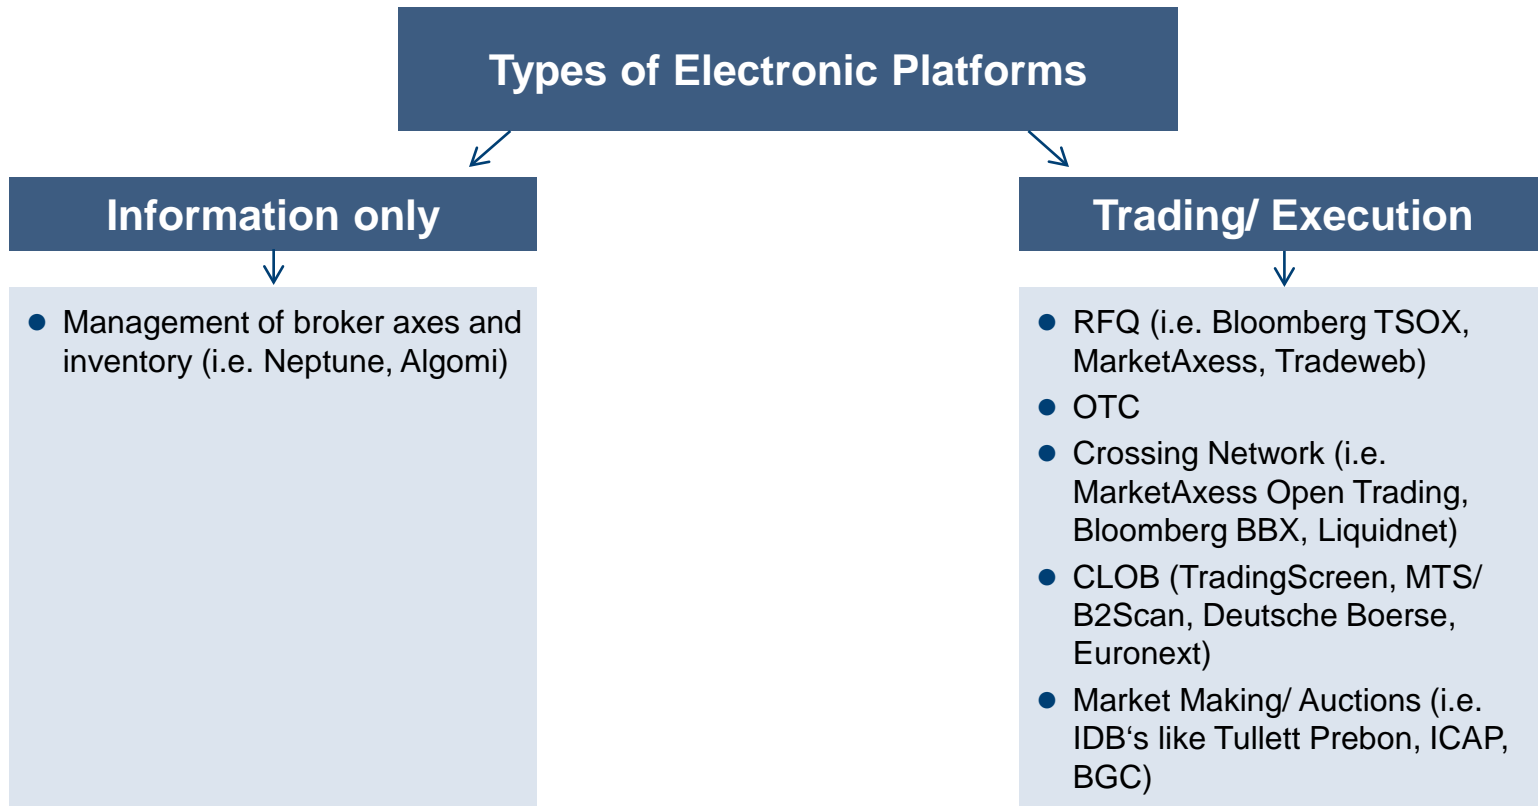 Types of Electronic Platforms
Information only
Management of broker axes and
inventory (i.e. Neptune, Algomi)
Trading/ Execution
RFQ (i.e. Bloomberg TSOX,
MarketAxess, Tradeweb)
OTC
Crossing Network (i.e.
MarketAxess Open Trading,
Bloomberg BBX, Liquidnet)
CLOB (TradingScreen, MTS/
B2Scan, Deutsche Boerse,
Euronext)
Market Making/ Auctions (i.e.
IDB‘s like Tullett Prebon, ICAP,
BGC)